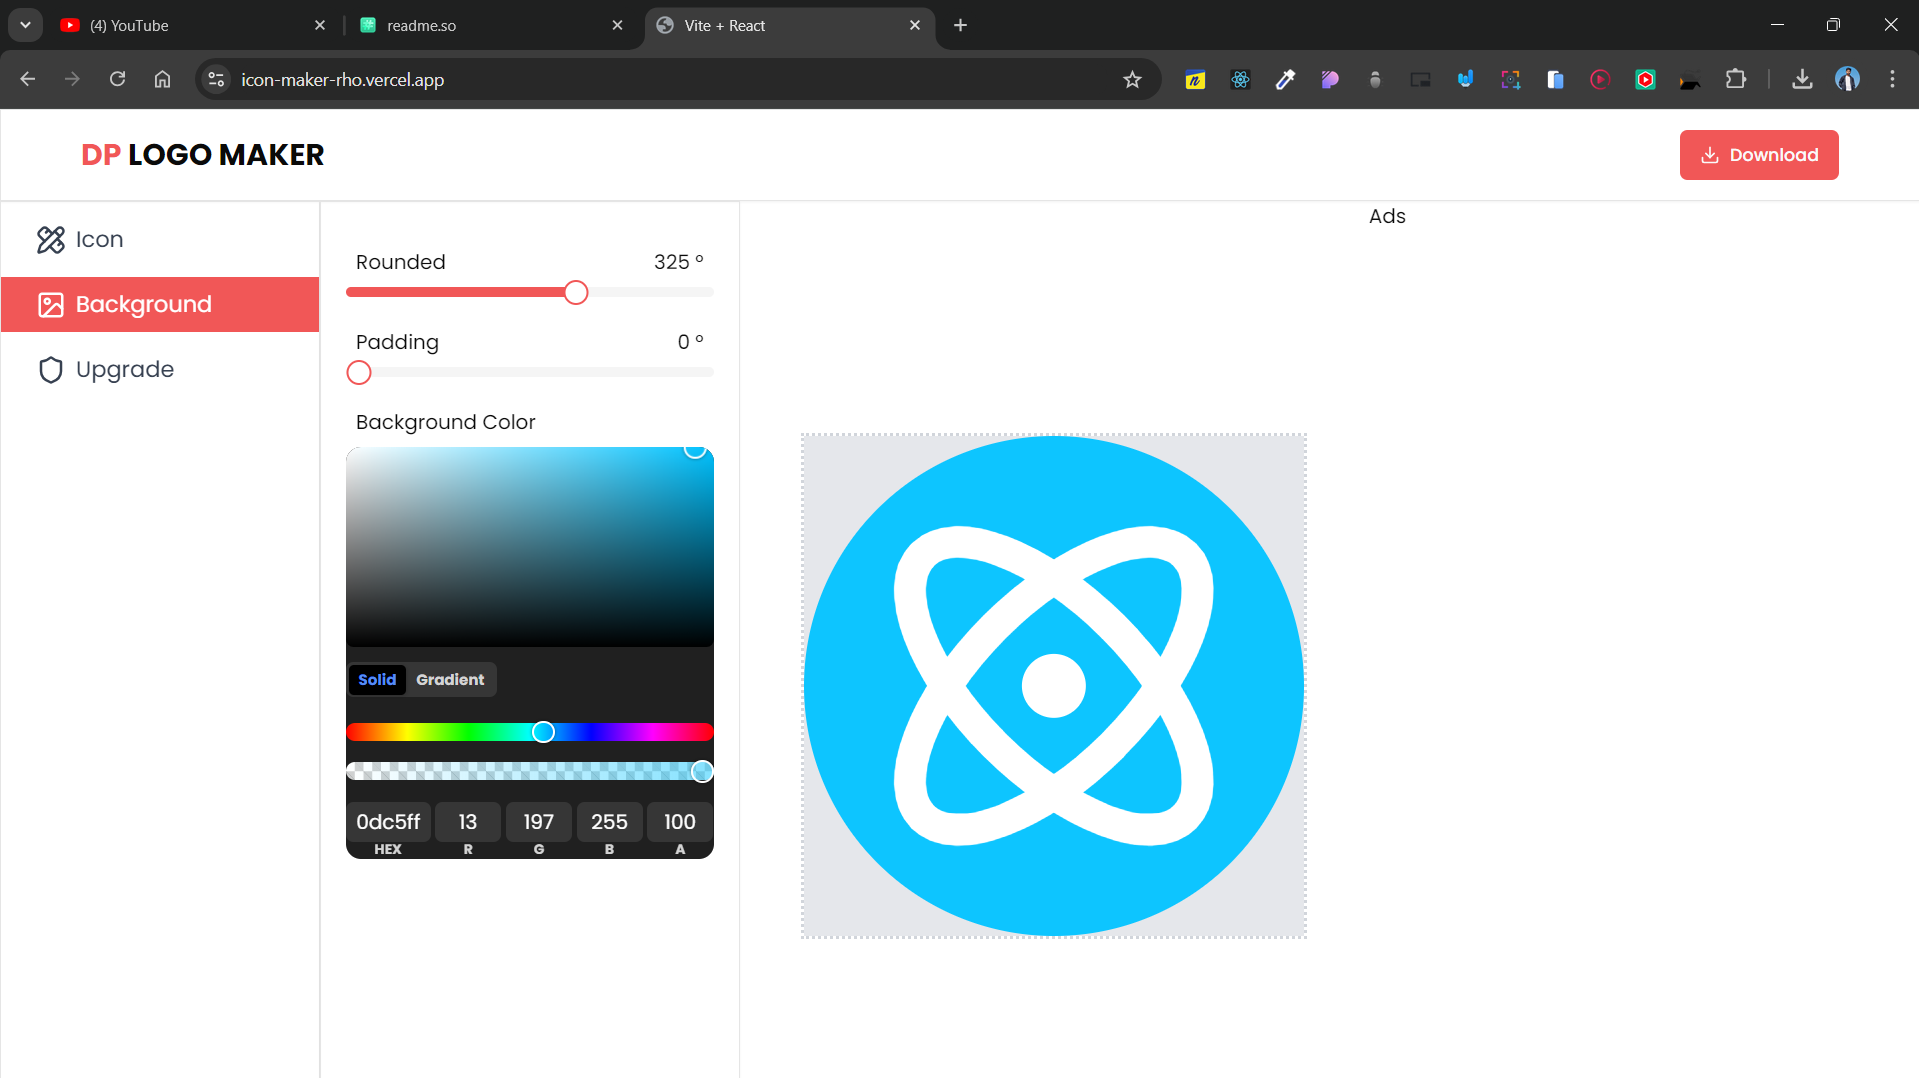 (4) YouTube
readme.so
Vite + React
icon-maker-rho.vercel.app
n
DP LOGO MAKER
Download
Icon
Background
Upgrade
Rounded 325 °
Padding 0 °
Background Color
Solid Gradient
0dc5ff 13 197 255 100
HEX R G B A
Ads